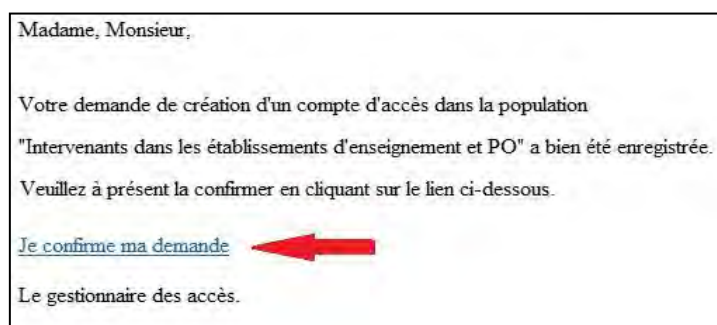 Madame, Monsieur,
Votre demande de création d'un compte d'accès dans la population
"Intervenants dans les établissements d'enseignement et PO" a bien été enregistrée.
Veuillez à présent la confirmer en cliquant sur le lien ci-dessous.
Je confirme ma demande
Le gestionnaire des accès.